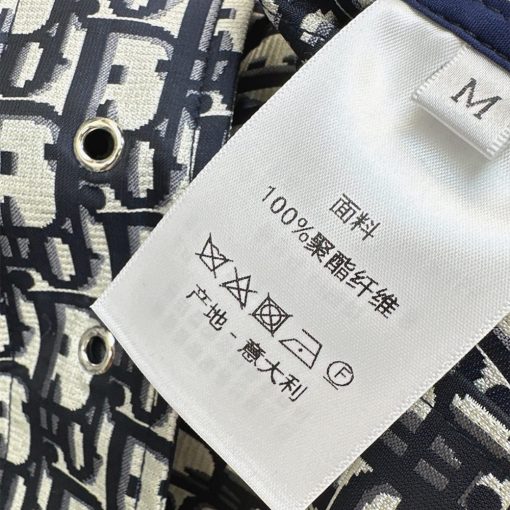 M
面料
100%聚酯纤维
F
产地 - 意大利